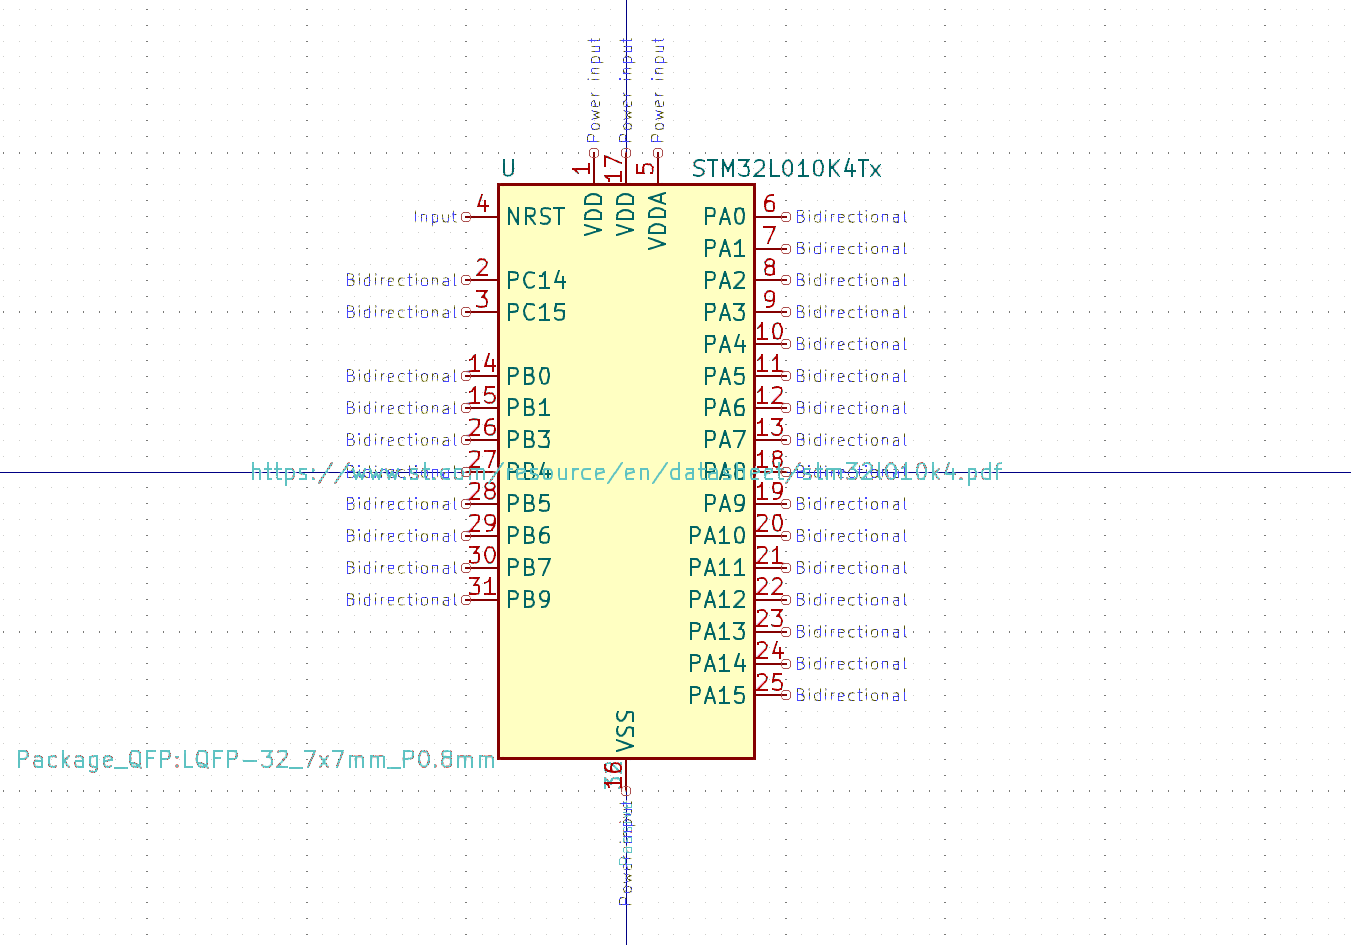 Power input
Power input
Power input
U
1
17
5
STM32L010K4Tx
VDD
VDD
VDDA
Input 4 NRST
PA0 6 Bidirectional
PA1 7 Bidirectional
Bidirectional 2 PC14
PA2 8 Bidirectional
Bidirectional 3 PC15
PA3 9 Bidirectional
PA4 10 Bidirectional
Bidirectional 14 PB0
PA5 11 Bidirectional
Bidirectional 15 PB1
PA6 12 Bidirectional
Bidirectional 26 PB3
PA7 13 Bidirectional
Bidirectional 27 PB4
PA8 18 Bidirectional
https://www.st.com/resource/en/datasheet/stm32l010k4.pdf
Bidirectional 28 PB5
PA9 19 Bidirectional
Bidirectional 29 PB6
PA10 20 Bidirectional
Bidirectional 30 PB7
PA11 21 Bidirectional
Bidirectional 31 PB9
PA12 22 Bidirectional
PA13 23 Bidirectional
PA14 24 Bidirectional
PA15 25 Bidirectional
VSS
Package_QFP:LQFP-32_7x7mm_P0.8mm
16
Power input